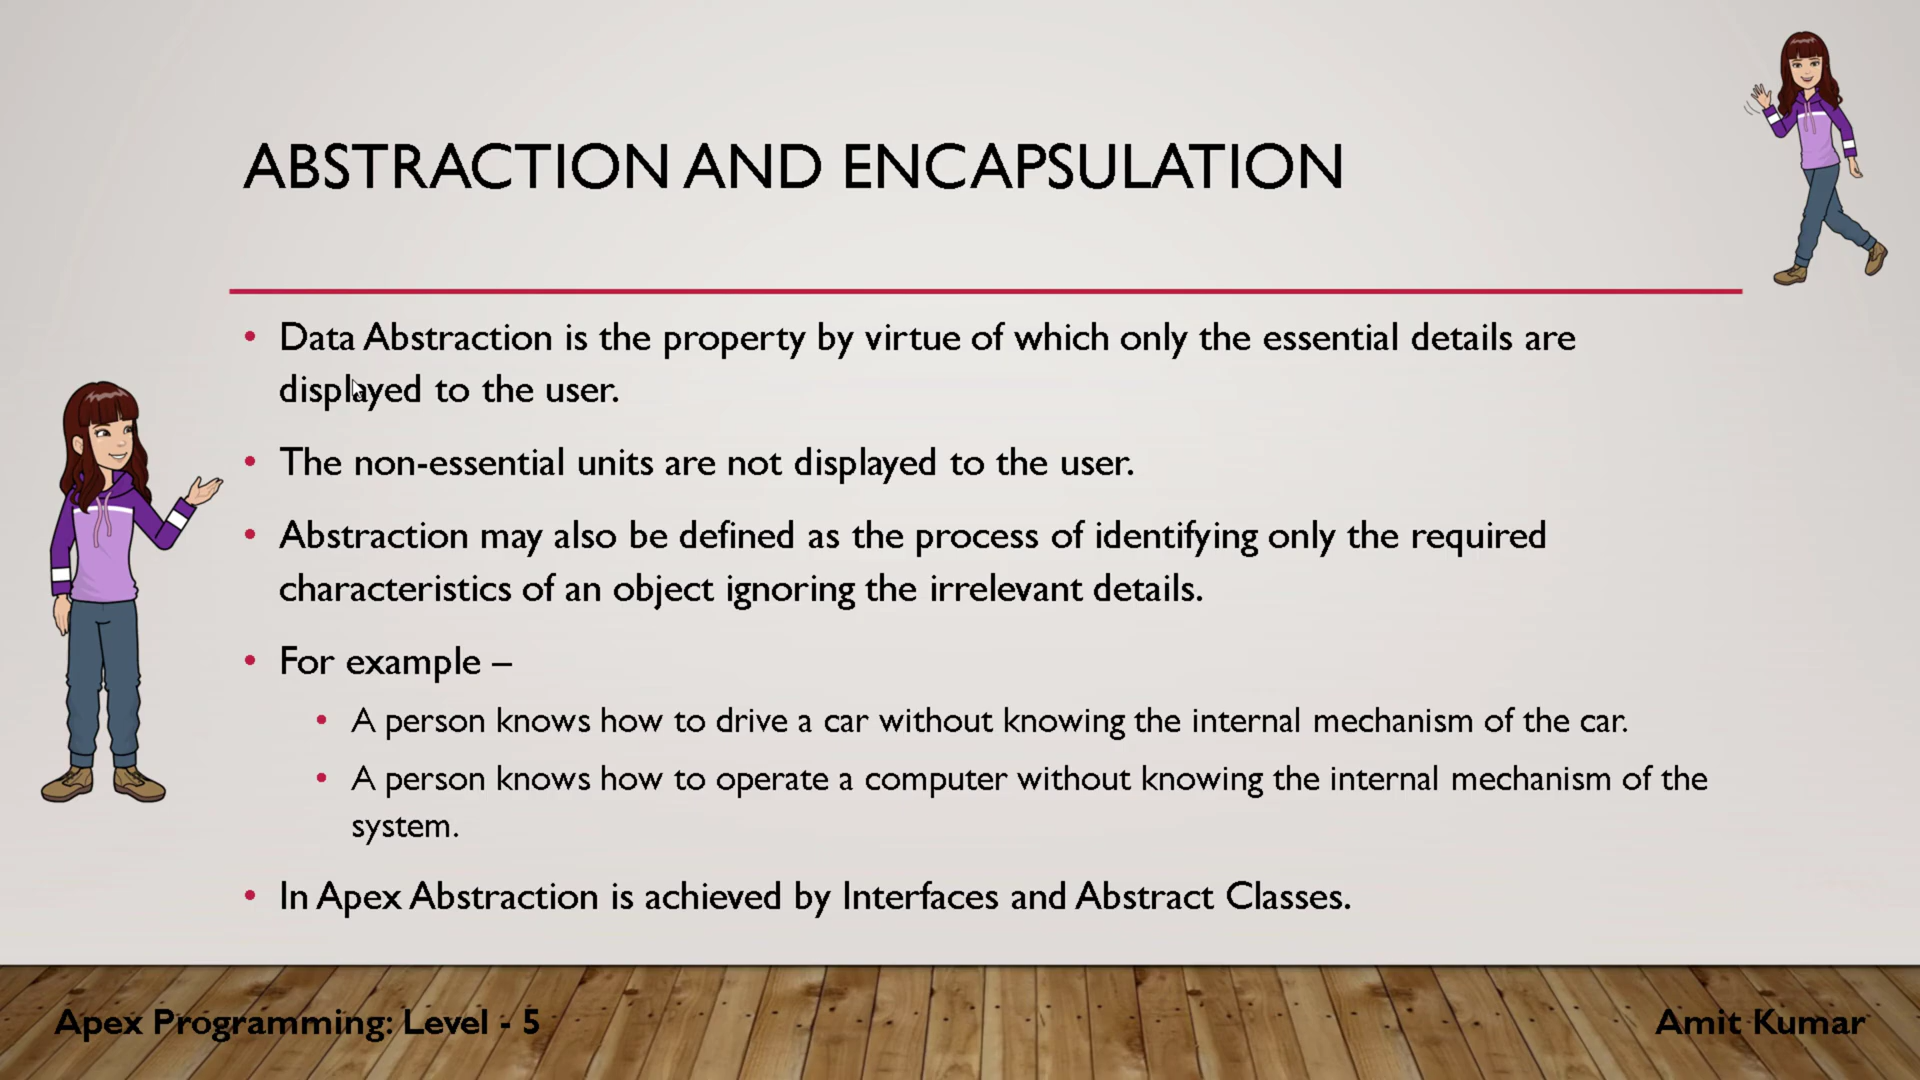 ABSTRACTION AND ENCAPSULATION
• Data Abstraction is the property by virtue of which only the essential details are
displayed to the user.
• The non-essential units are not displayed to the user.
• Abstraction may also be defined as the process of identifying only the required
characteristics of an object ignoring the irrelevant details.
• For example –
• A person knows how to drive a car without knowing the internal mechanism of the car.
• A person knows how to operate a computer without knowing the internal mechanism of the
system.
• In Apex Abstraction is achieved by Interfaces and Abstract Classes.
Apex Programming: Level - 5
Amit Kumar